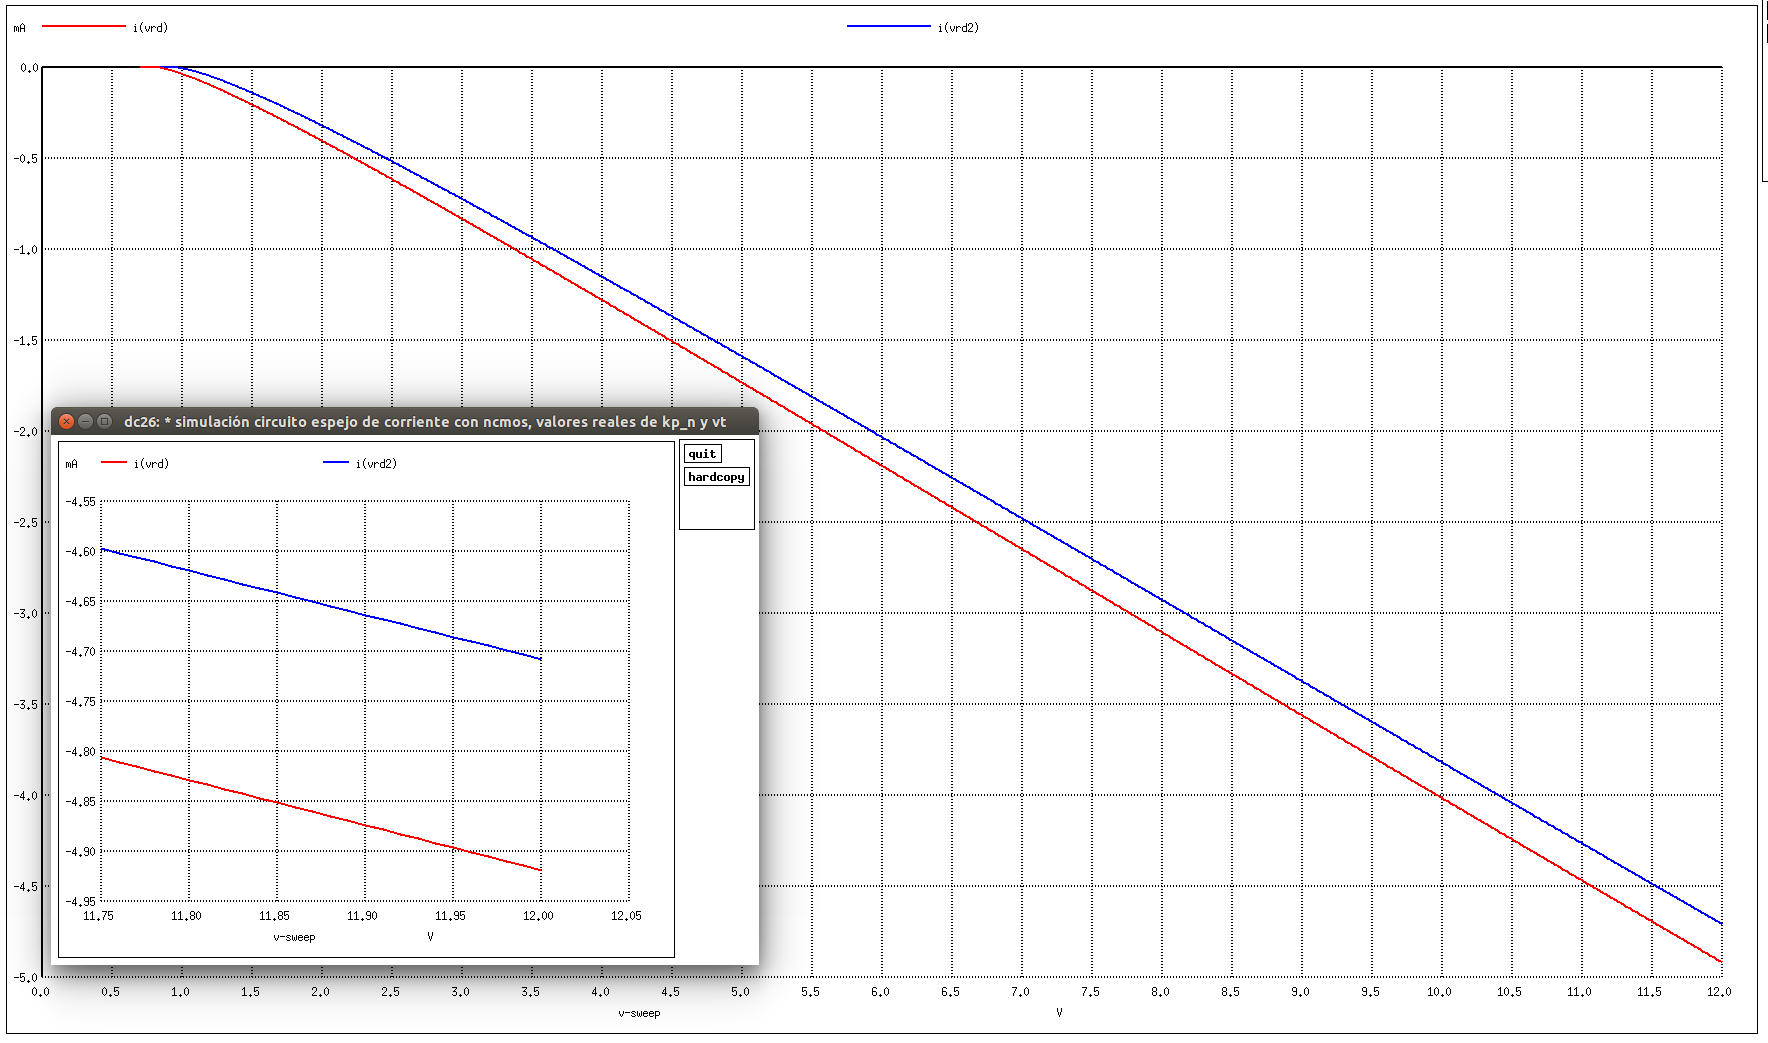 mA i(vrd) i(vrd2)
0.0
-0.5
-1.0
-1.5
-2.0
-2.5
-3.0
-3.5
-4.0
-4.5
-5.0
0.0 0.5 1.0 1.5 2.0 2.5 3.0 3.5 4.0 4.5 5.0 5.5 6.0 6.5 7.0 7.5 8.0 8.5 9.0 9.5 10.0 10.5 11.0 11.5 12.0
v-sweep V
dc26: * simulación circuito espejo de corriente con ncmos, valores reales de kp_n y vt
mA i(vrd) i(vrd2)
quit
hardcopy
-4.55
-4.60
-4.65
-4.70
-4.75
-4.80
-4.85
-4.90
-4.95
11.75 11.80 11.85 11.90 11.95 12.00 12.05
v-sweep V